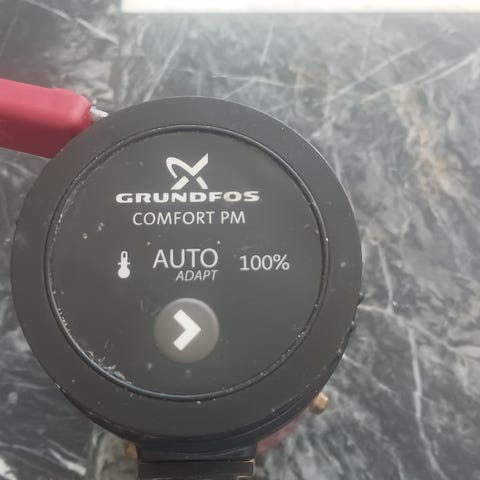 GRUNDFOS
COMFORT PM
AUTO 100%
ADAPT